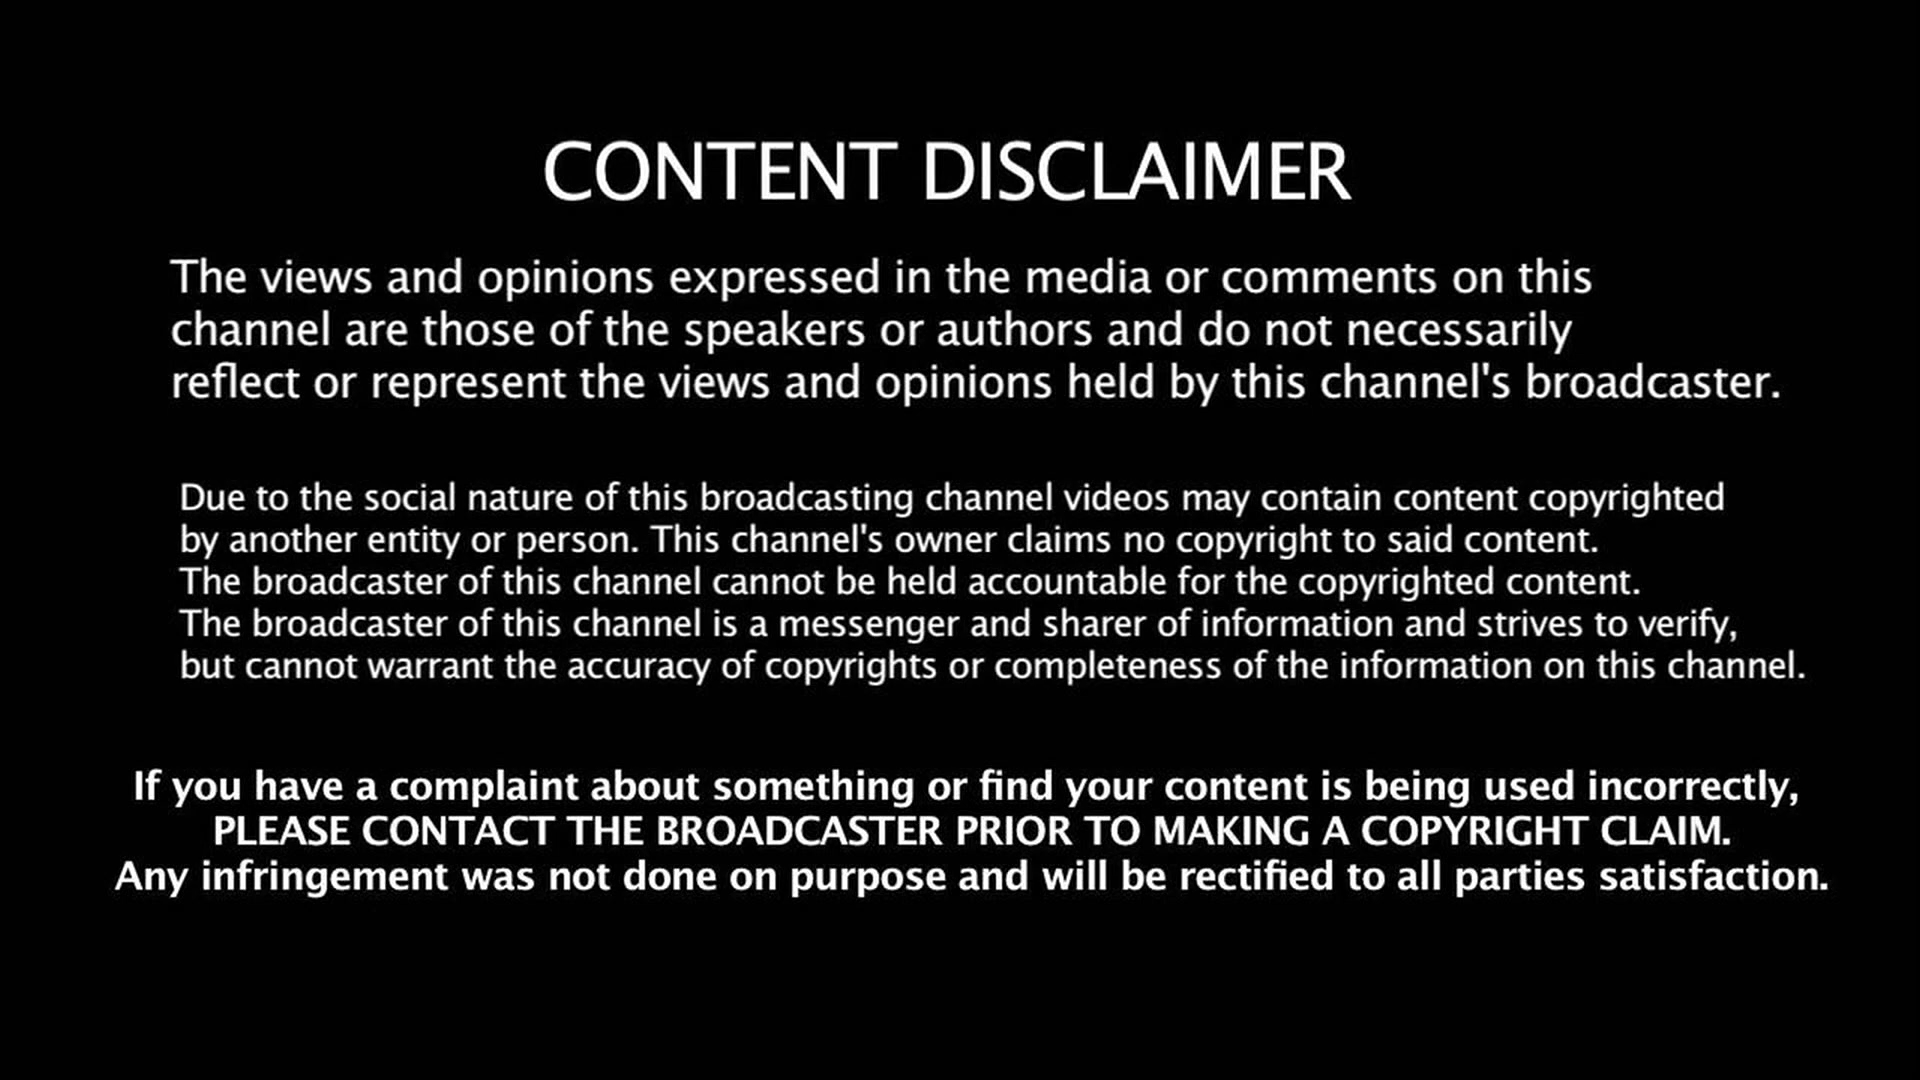 CONTENT DISCLAIMER
The views and opinions expressed in the media or comments on this
channel are those of the speakers or authors and do not necessarily
reflect or represent the views and opinions held by this channel's broadcaster.
Due to the social nature of this broadcasting channel videos may contain content copyrighted
by another entity or person. This channel's owner claims no copyright to said content.
The broadcaster of this channel cannot be held accountable for the copyrighted content.
The broadcaster of this channel is a messenger and sharer of information and strives to verify,
but cannot warrant the accuracy of copyrights or completeness of the information on this channel.
If you have a complaint about something or find your content is being used incorrectly,
PLEASE CONTACT THE BROADCASTER PRIOR TO MAKING A COPYRIGHT CLAIM.
Any infringement was not done on purpose and will be rectified to all parties satisfaction.